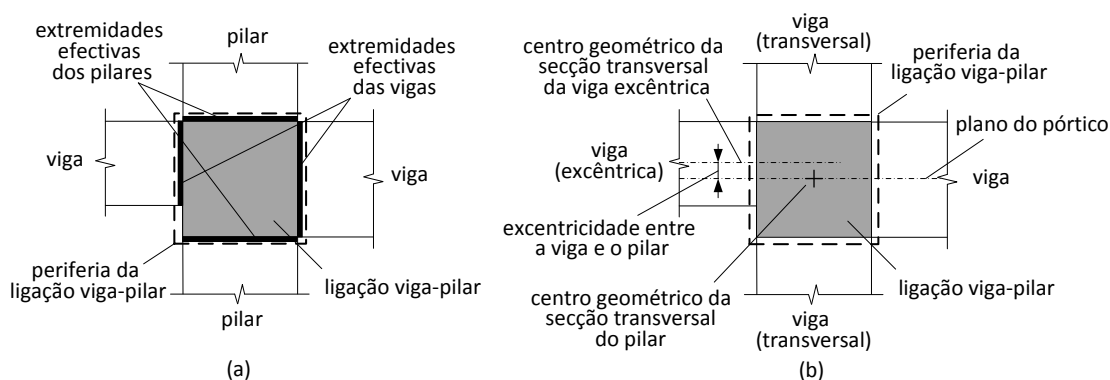 extremidades
efectivas
dos pilares
pilar
extremidades
efectivas
das vigas
viga
viga
periferia da
ligação viga-pilar
pilar
ligação viga-pilar
(a)
viga
(transversal)
centro geométrico da
secção transversal
da viga excêntrica
periferia da
ligação viga-pilar
plano do pórtico
viga
(excêntrica)
viga
excentricidade entre
a viga e o pilar
centro geométrico da
secção transversal
do pilar
viga
(transversal)
ligação viga-pilar
(b)